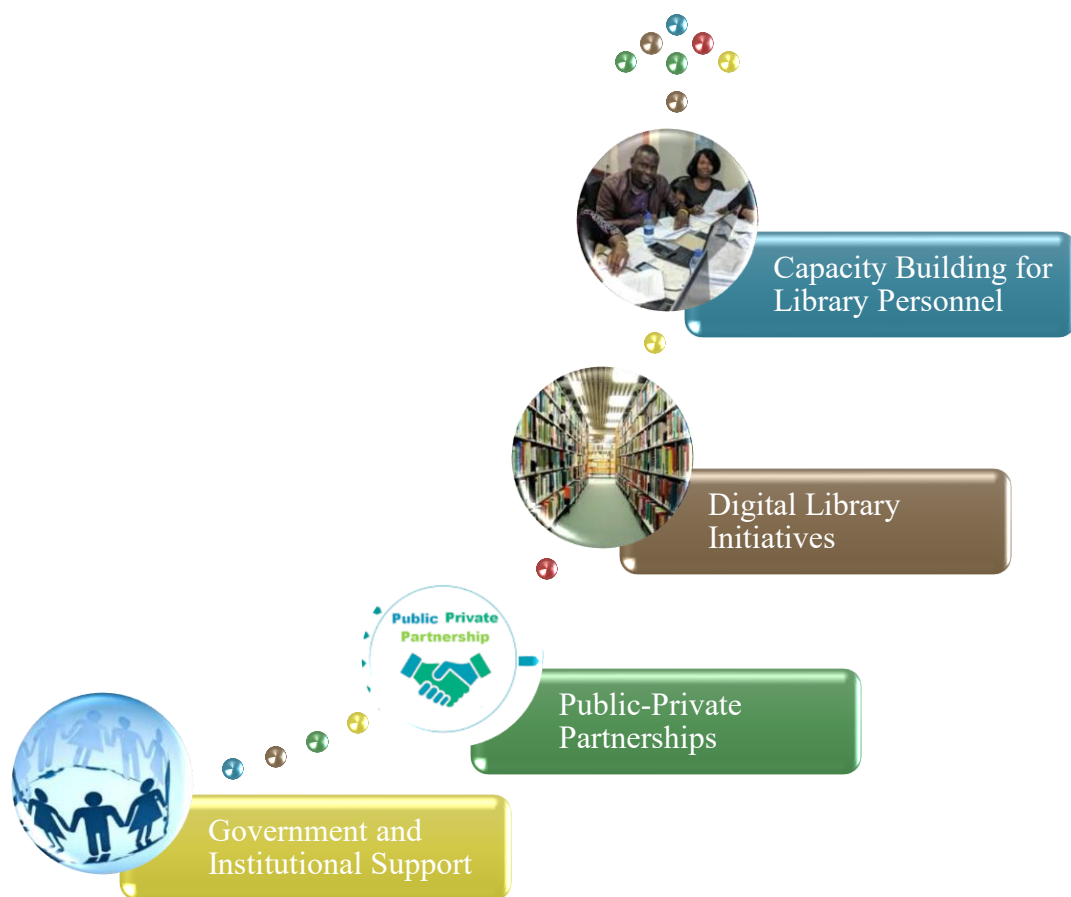 Capacity Building for
Library Personnel
Digital Library
Initiatives
Public Private
Partnership
Public-Private
Partnerships
Government and
Institutional Support